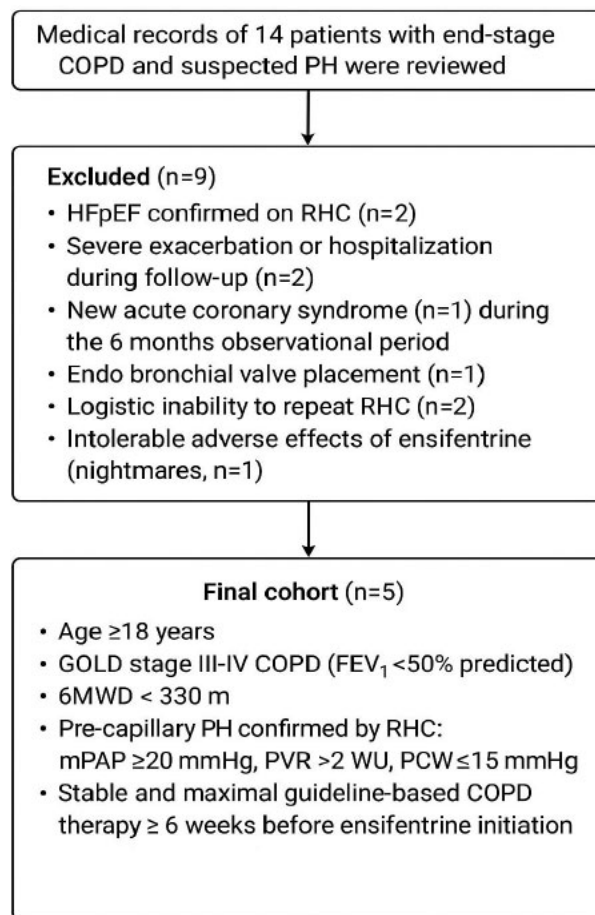 Medical records of 14 patients with end-stage
COPD and suspected PH were reviewed
Excluded (n=9)
• HFpEF confirmed on RHC (n=2)
• Severe exacerbation or hospitalization
during follow-up (n=2)
• New acute coronary syndrome (n=1) during
the 6 months observational period
• Endo bronchial valve placement (n=1)
• Logistic inability to repeat RHC (n=2)
• Intolerable adverse effects of ensifentrine
(nightmares, n=1)
Final cohort (n=5)
• Age ≥18 years
• GOLD stage III-IV COPD (FEV₁ <50% predicted)
• 6MWD < 330 m
• Pre-capillary PH confirmed by RHC:
mPAP ≥20 mmHg, PVR >2 WU, PCW ≤15 mmHg
• Stable and maximal guideline-based COPD
therapy ≥ 6 weeks before ensifentrine initiation